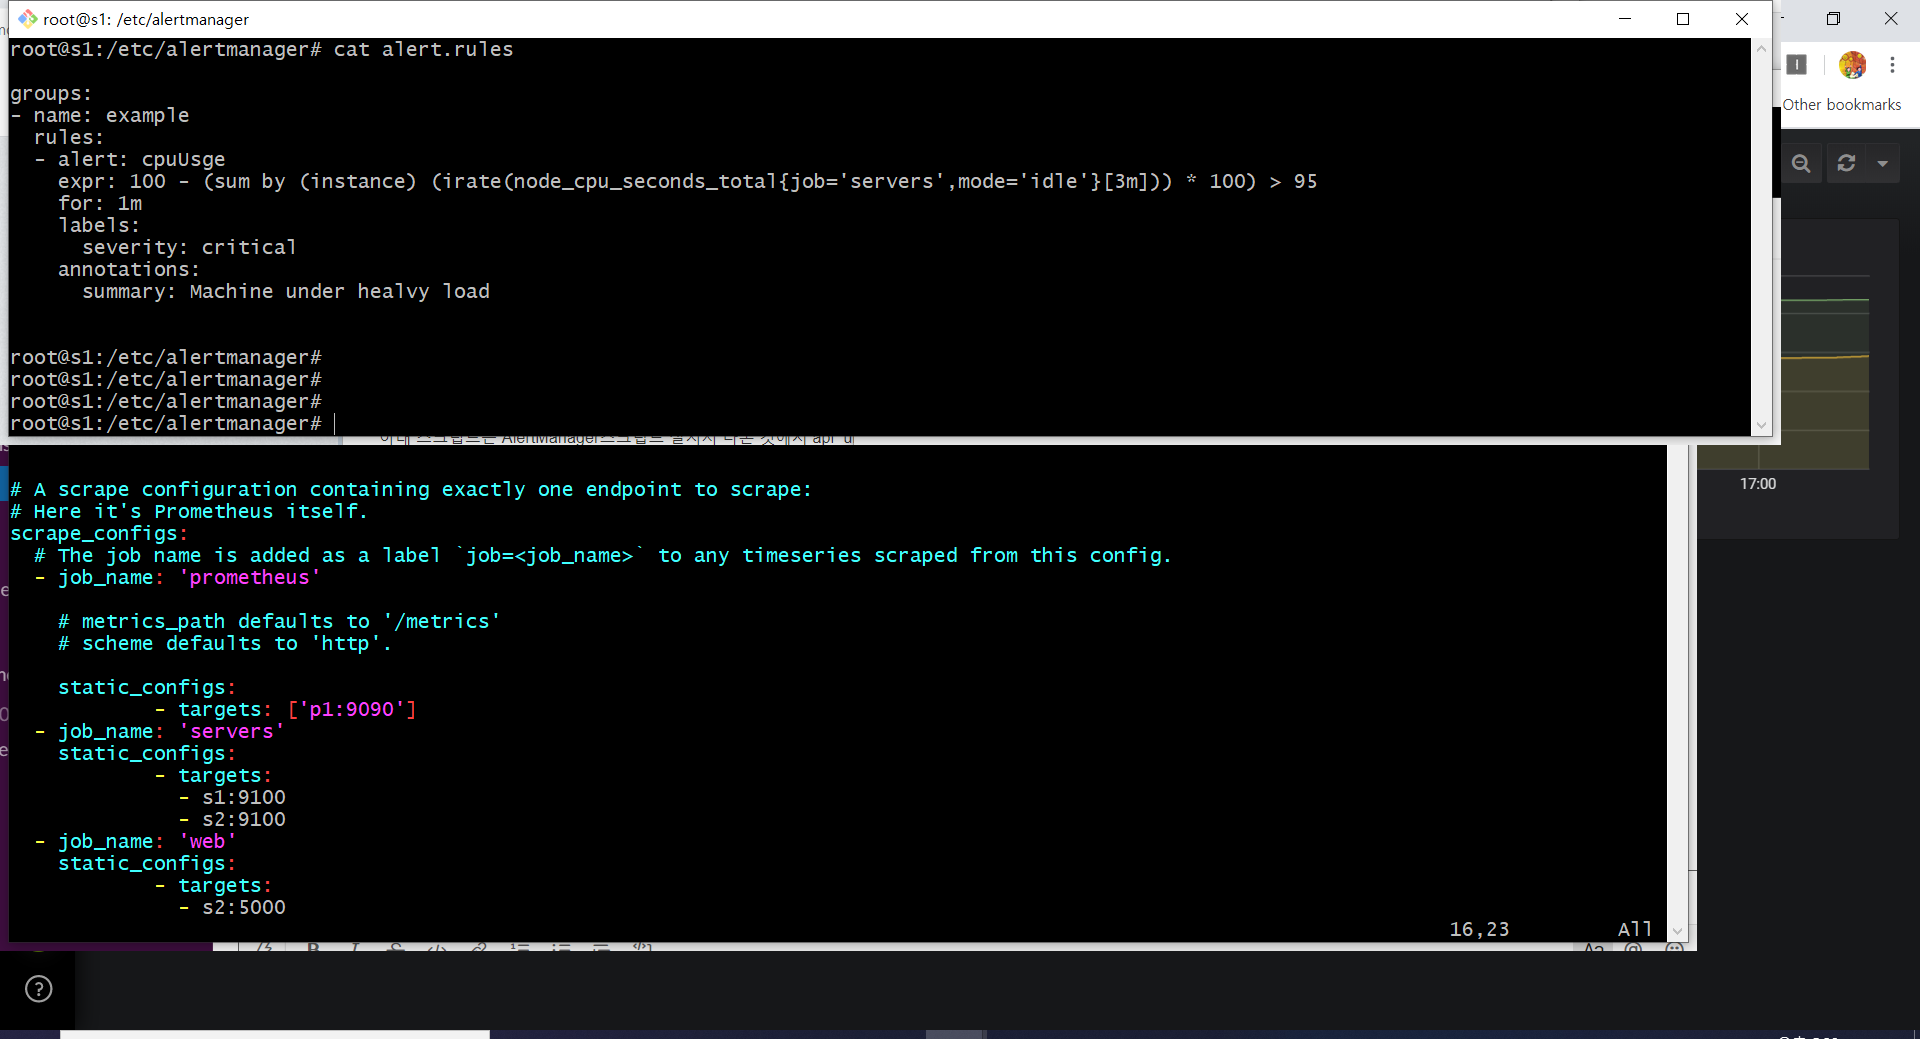 root@s1: /etc/alertmanager
root@s1:/etc/alertmanager# cat alert.rules
groups:
- name: example
  rules:
  - alert: cpuUsge
    expr: 100 - (sum by (instance) (irate(node_cpu_seconds_total{job='servers',mode='idle'}[3m])) * 100) > 95
    for: 1m
    labels:
      severity: critical
    annotations:
      summary: Machine under healvy load
root@s1:/etc/alertmanager#
root@s1:/etc/alertmanager#
root@s1:/etc/alertmanager#
root@s1:/etc/alertmanager#
Other bookmarks
17:00
# A scrape configuration containing exactly one endpoint to scrape:
# Here it's Prometheus itself.
scrape_configs:
  # The job name is added as a label `job=<job_name>` to any timeseries scraped from this config.
  - job_name: 'prometheus'
    # metrics_path defaults to '/metrics'
    # scheme defaults to 'http'.
    static_configs:
            - targets: ['p1:9090']
  - job_name: 'servers'
    static_configs:
            - targets:
              - s1:9100
              - s2:9100
  - job_name: 'web'
    static_configs:
            - targets:
              - s2:5000
16,23 All